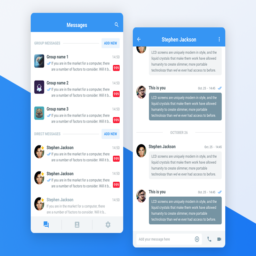 Messages
GROUP MESSAGES
ADD NEW
Group name 1
If you are in the market for a computer, there
are a number of factors to consider. Will it b...
Group name 2
If you are in the market for a computer, there
are a number of factors to consider. Will it b...
Group name 3
If you are in the market for a computer, there
are a number of factors to consider. Will it b...
DIRECT MESSAGES
ADD NEW
Stephen Jackson
If you are in the market for a computer, there
are a number of factors to consider. Will it b...
Stephen Jackson
If you are in the market for a computer, there
are a number of factors to consider. Will it b...
Stephen Jackson
If you are in the market for a computer, there
are a number of factors to consider. Will it b...
Stephen Jackson
LCD screens are uniquely modern in style, and the
liquid crystals that make them work have allowed
humanity to create slimmer, more portable
technology than we've ever had access to before.
This is you
LCD screens are uniquely modern in style, and the
liquid crystals that make them work have allowed
humanity to create slimmer, more portable
technology than we've ever had access to before.
Stephen Jackson
LCD screens are uniquely modern in style, and the
liquid crystals that make them work have allowed
humanity to create slimmer, more portable
technology than we've ever had access to before.
This is you
LCD screens are uniquely modern in style, and the
liquid crystals that make them work have allowed
humanity to create slimmer, more portable
technology than we've ever had access to before.
Add your message here